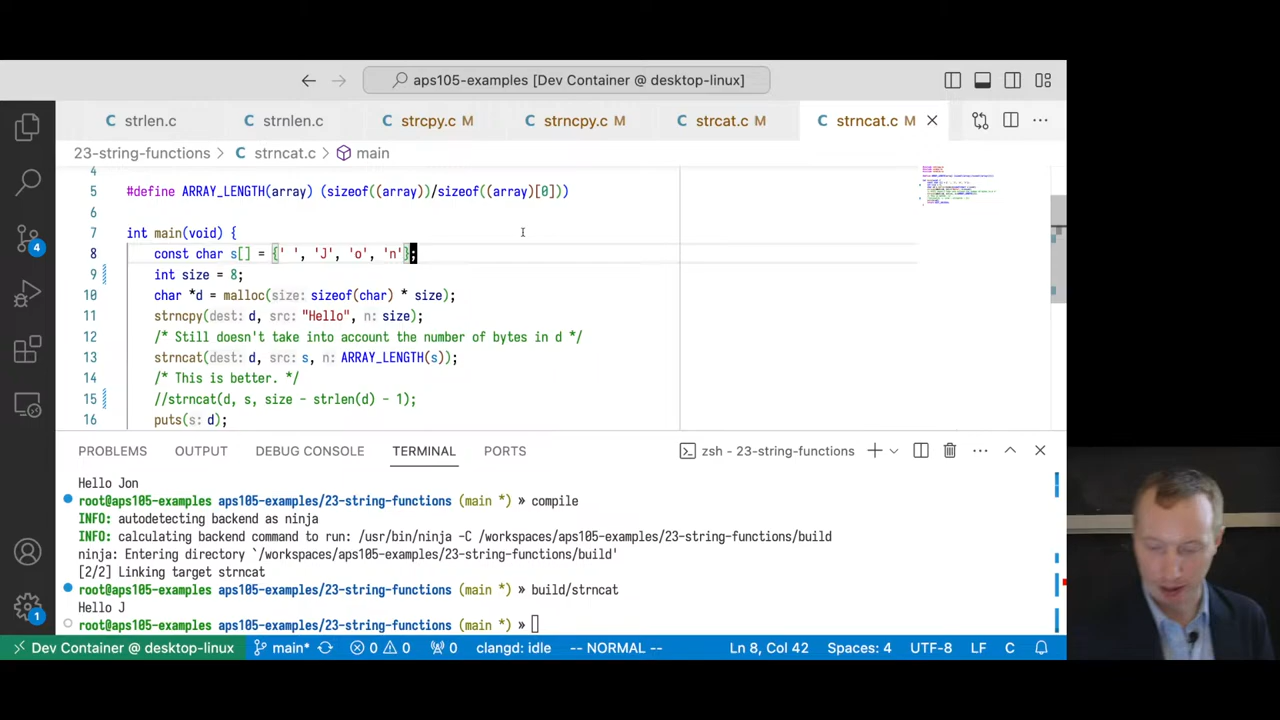 aps105-examples [Dev Container @ desktop-linux]
strlen.c strnlen.c strcpy.c M strncpy.c M strcat.c M strncat.c M
23-string-functions > C strncat.c > main
4
5 #define ARRAY_LENGTH(array) (sizeof((array))/sizeof((array)[0]))
6
7 int main(void) {
8 const char s[] = {' ', 'J', 'o', 'n'};
9 int size = 8;
10 char *d = malloc(size: sizeof(char) * size);
11 strncpy(dest: d, src: "Hello", n: size);
12 /* Still doesn't take into account the number of bytes in d */
13 strncat(dest: d, src: s, n: ARRAY_LENGTH(s));
14 /* This is better. */
15 //strncat(d, s, size - strlen(d) - 1);
16 puts(s: d);
PROBLEMS OUTPUT DEBUG CONSOLE TERMINAL PORTS zsh - 23-string-functions
Hello Jon
root@aps105-examples aps105-examples/23-string-functions (main *) » compile
INFO: autodetecting backend as ninja
INFO: calculating backend command to run: /usr/bin/ninja -C /workspaces/aps105-examples/23-string-functions/build
ninja: Entering directory `/workspaces/aps105-examples/23-string-functions/build'
[2/2] Linking target strncat
root@aps105-examples aps105-examples/23-string-functions (main *) » build/strncat
Hello J
root@aps105-examples aps105-examples/23-string-functions (main *) »
4
1
Dev Container @ desktop-linux main* 0 0 0 clangd: idle -- NORMAL -- Ln 8, Col 42 Spaces: 4 UTF-8 LF C